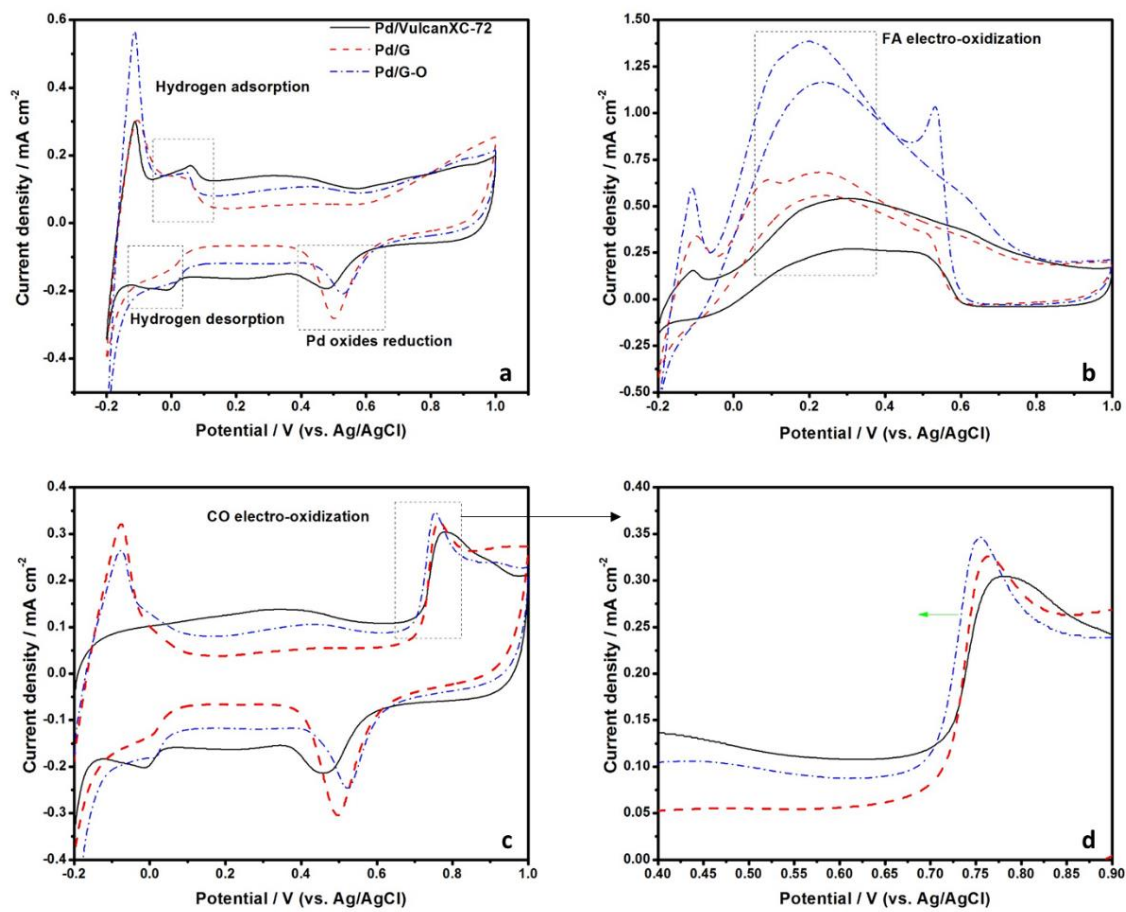 0.6
0.4
0.2
0.0
-0.2
-0.4
Current density / mA cm-2
Pd/VulcanXC-72
Pd/G
Pd/G-O
Hydrogen adsorption
Hydrogen desorption
Pd oxides reduction
a
-0.2 0.0 0.2 0.4 0.6 0.8 1.0
Potential / V (vs. Ag/AgCl)
1.50
1.25
1.00
0.75
0.50
0.25
0.00
-0.25
-0.50
Current density / mA cm-2
FA electro-oxidization
b
-0.2 0.0 0.2 0.4 0.6 0.8 1.0
Potential / V (vs. Ag/AgCl)
0.4
0.3
0.2
0.1
0.0
-0.1
-0.2
-0.3
-0.4
Current density / mA cm-2
CO electro-oxidization
c
-0.2 0.0 0.2 0.4 0.6 0.8 1.0
Potential / V (vs. Ag/AgCl)
0.40
0.35
0.30
0.25
0.20
0.15
0.10
0.05
0.00
Current density / mA cm-2
d
0.40 0.45 0.50 0.55 0.60 0.65 0.70 0.75 0.80 0.85 0.90
Potential / V (vs. Ag/AgCl)